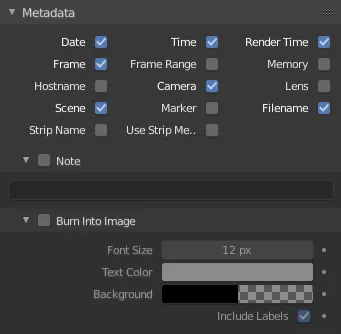 Metadata
Date Time Render Time
Frame Frame Range Memory
Hostname Camera Lens
Scene Marker Filename
Strip Name Use Strip Me..
Note
Burn Into Image
Font Size 12 px
Text Color
Background
Include Labels